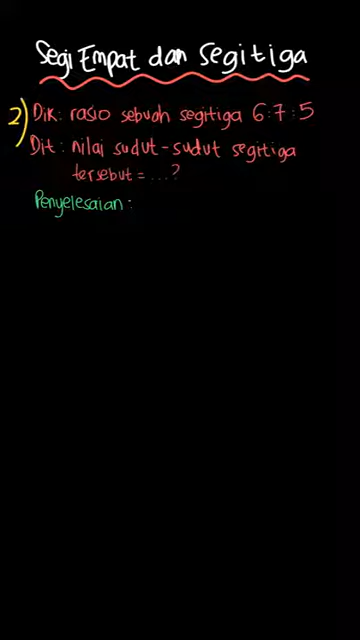 Segi Empat dan Segitiga
2) Dik: rasio sebuah segitiga 6:7:5
Dit: nilai sudut-sudut segitiga
tersebut = ...?
Penyelesaian: